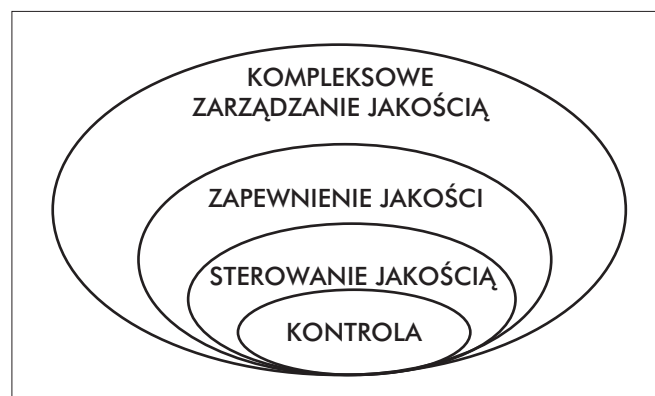 KOMPLEKSOWE
ZARZĄDZANIE JAKOŚCIĄ
ZAPEWNIENIE JAKOŚCI
STEROWANIE JAKOŚCIĄ
KONTROLA